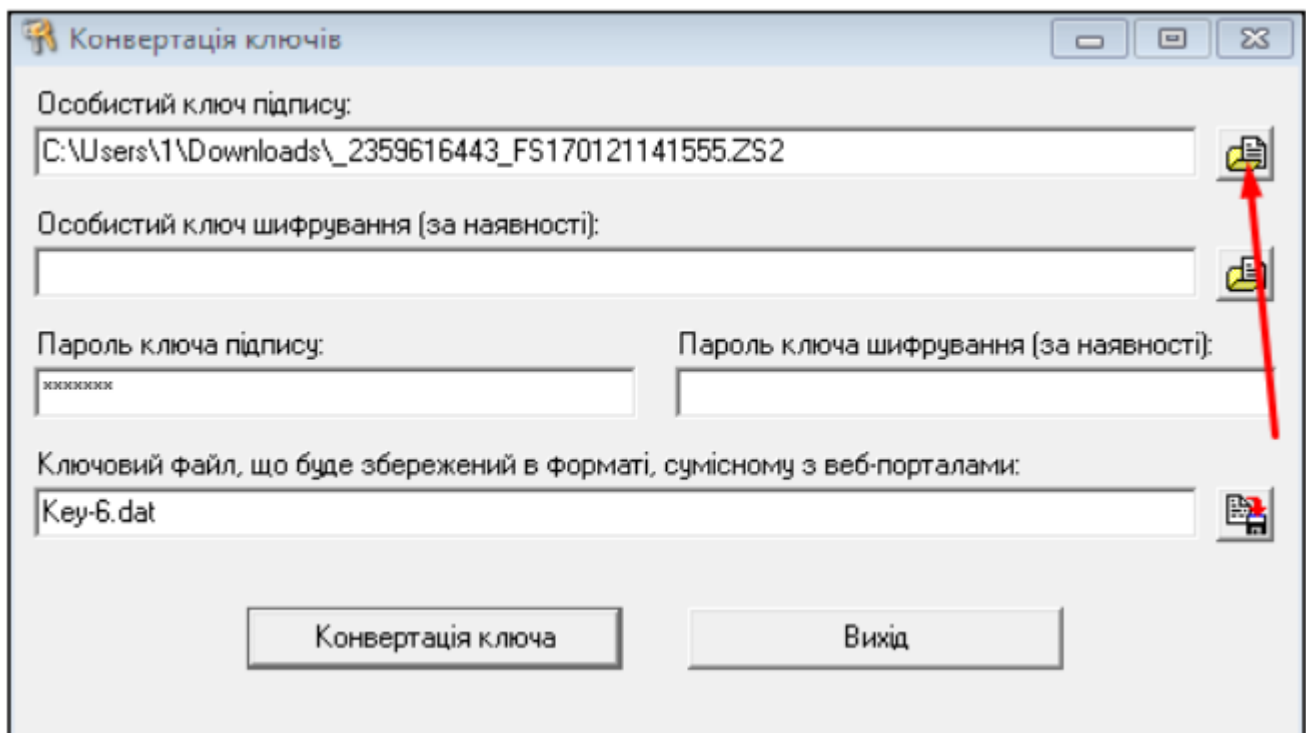 Конвертація ключів
Особистий ключ підпису:
C:\Users\1\Downloads\_2359616443_FS170121141555.ZS2
Особистий ключ шифрування (за наявності):
Пароль ключа підпису:
Пароль ключа шифрування (за наявності):
*******
Ключовий файл, що буде збережений в форматі, сумісному з веб-порталами:
Key-6.dat
Конвертація ключа
Вихід